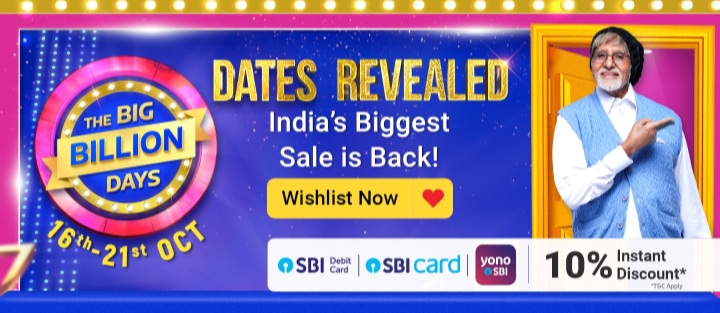 THE BIG
BILLION
DAYS
16th-21st OCT
DATES REVEALED
India's Biggest
Sale is Back!
Wishlist Now
SBI Debit Card
SBI card
yono
SBI
10% Instant Discount*
*T&C Apply